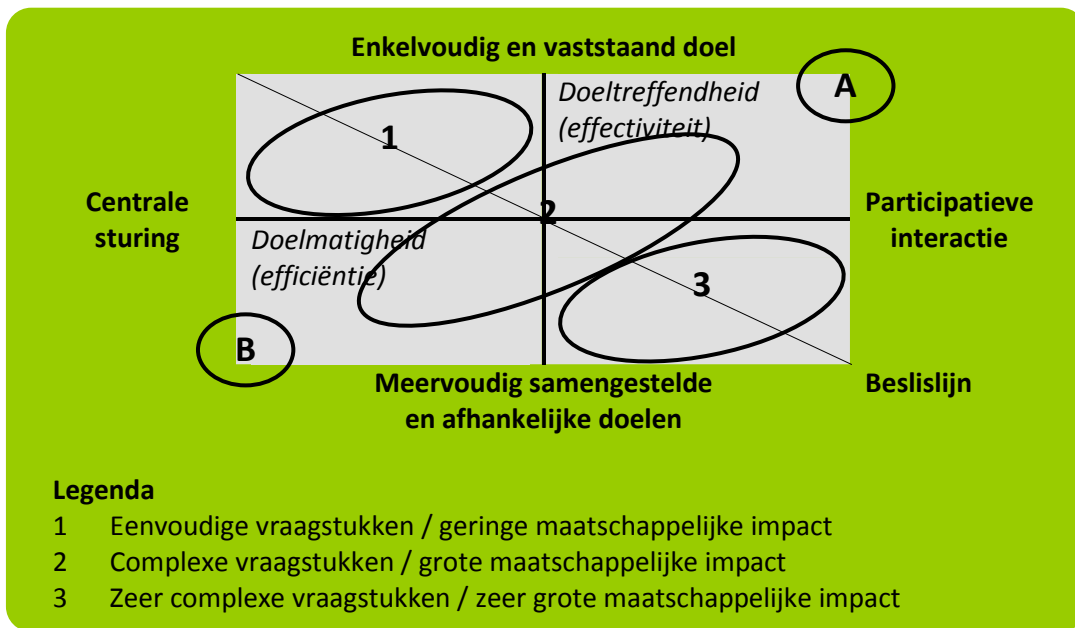 Enkelvoudig en vaststaand doel
A
Doeltreffendheid
(effectiviteit)
1
Centrale
sturing
2
Participatieve
interactie
Doelmatigheid
(efficiëntie)
3
B
Meervoudig samengestelde
en afhankelijke doelen
Beslislijn
Legenda
1 Eenvoudige vraagstukken / geringe maatschappelijke impact
2 Complexe vraagstukken / grote maatschappelijke impact
3 Zeer complexe vraagstukken / zeer grote maatschappelijke impact